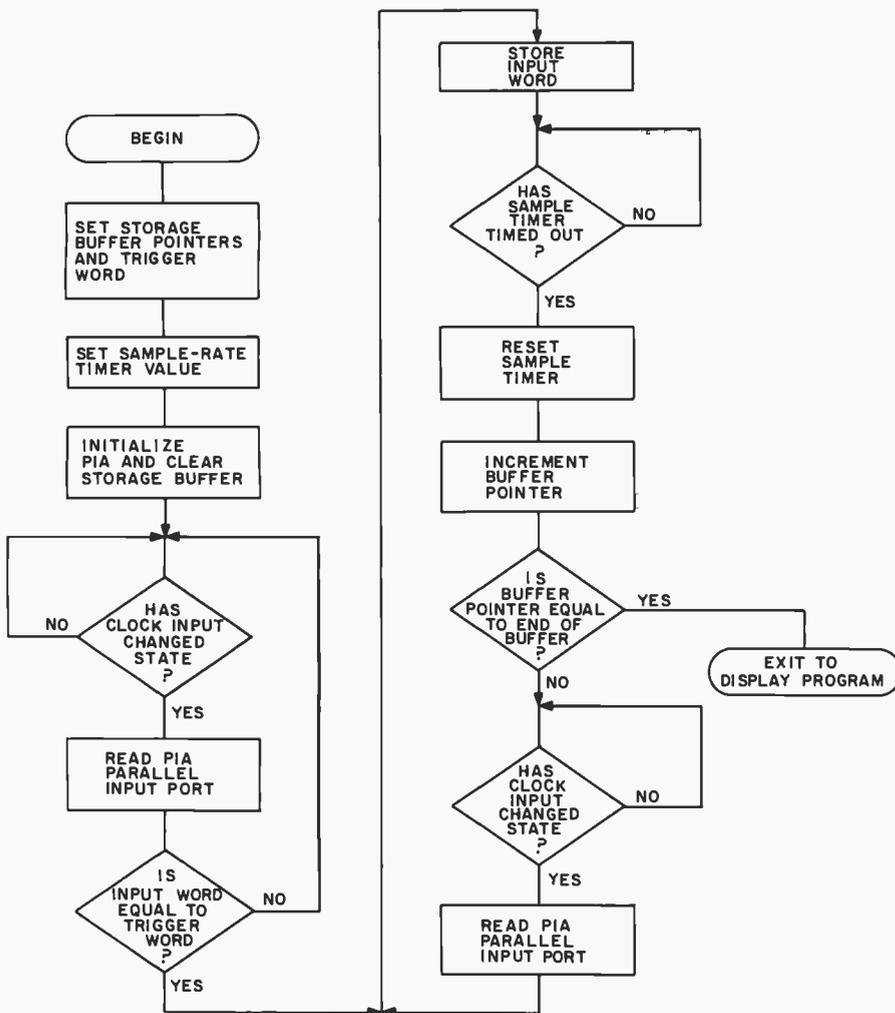 BEGIN
SET STORAGE
BUFFER POINTERS
AND TRIGGER
WORD
SET SAMPLE-RATE
TIMER VALUE
INITIALIZE
PIA AND CLEAR
STORAGE BUFFER
HAS
CLOCK INPUT
CHANGED
STATE
?
NO
YES
READ PIA
PARALLEL
INPUT PORT
IS
INPUT WORD
EQUAL TO
TRIGGER
WORD
?
NO
YES
STORE
INPUT
WORD
HAS
SAMPLE
TIMER
TIMED OUT
?
NO
YES
RESET
SAMPLE
TIMER
INCREMENT
BUFFER
POINTER
IS
BUFFER
POINTER EQUAL
TO END OF
BUFFER
?
YES
EXIT TO
DISPLAY PROGRAM
NO
HAS
CLOCK
INPUT
CHANGED
STATE
?
NO
YES
READ PIA
PARALLEL
INPUT PORT